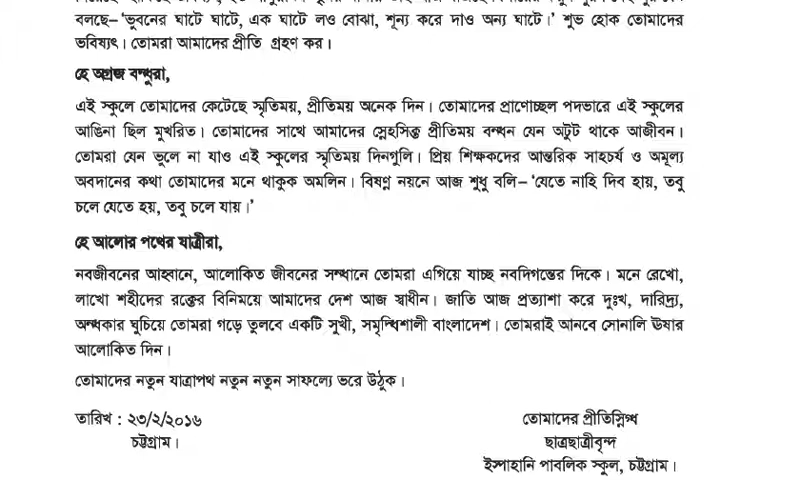 বলছে– 'ভুবনের ঘাটে ঘাটে, এক ঘাটে লও বোঝা, শূন্য করে দাও অন্য ঘাটে।' শুভ হোক তোমাদের
ভবিষ্যৎ। তোমরা আমাদের প্রীতি গ্রহণ কর।
হে অগ্রজ বন্ধুরা,
এই স্কুলে তোমাদের কেটেছে স্মৃতিময়, প্রীতিময় অনেক দিন। তোমাদের প্রাণোচ্ছল পদভারে এই স্কুলের
আঙিনা ছিল মুখরিত। তোমাদের সাথে আমাদের স্নেহসিক্ত প্রীতিময় বন্ধন যেন অটুট থাকে আজীবন।
তোমরা যেন ভুলে না যাও এই স্কুলের স্মৃতিময় দিনগুলি। প্রিয় শিক্ষকদের আন্তরিক সাহচর্য ও অমূল্য
অবদানের কথা তোমাদের মনে থাকুক অমলিন। বিষণ্ণ নয়নে আজ শুধু বলি– 'যেতে নাহি দিব হায়, তবু
চলে যেতে হয়, তবু চলে যায়।'
হে আলোর পথের যাত্রীরা,
নবজীবনের আহ্বানে, আলোকিত জীবনের সন্ধানে তোমরা এগিয়ে যাচ্ছ নবদিগন্তের দিকে। মনে রেখো,
লাখো শহীদের রক্তের বিনিময়ে আমাদের দেশ আজ স্বাধীন। জাতি আজ প্রত্যাশা করে দুঃখ, দারিদ্র্য,
অন্ধকার ঘুচিয়ে তোমরা গড়ে তুলবে একটি সুখী, সমৃদ্ধিশালী বাংলাদেশ। তোমরাই আনবে সোনালি ঊষার
আলোকিত দিন।
তোমাদের নতুন যাত্রাপথ নতুন নতুন সাফল্যে ভরে উঠুক।
তারিখ : ২৩/২/২০১৬
চট্টগ্রাম।
তোমাদের প্রীতিস্নিগ্ধ
ছাত্রছাত্রীবৃন্দ
ইস্পাহানি পাবলিক স্কুল, চট্টগ্রাম।